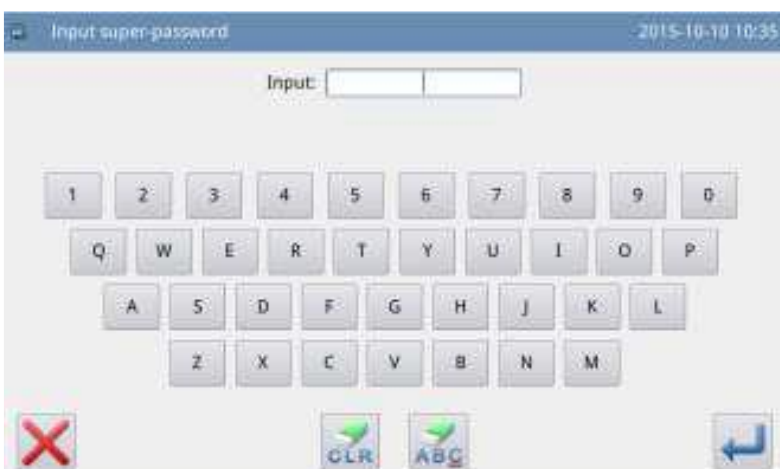 Input super-password 2015-10-10 10:35
Input:
1 2 3 4 5 6 7 8 9 0
Q W E R T Y U I O P
A S D F G H J K L
Z X C V B N M
CLR ABC